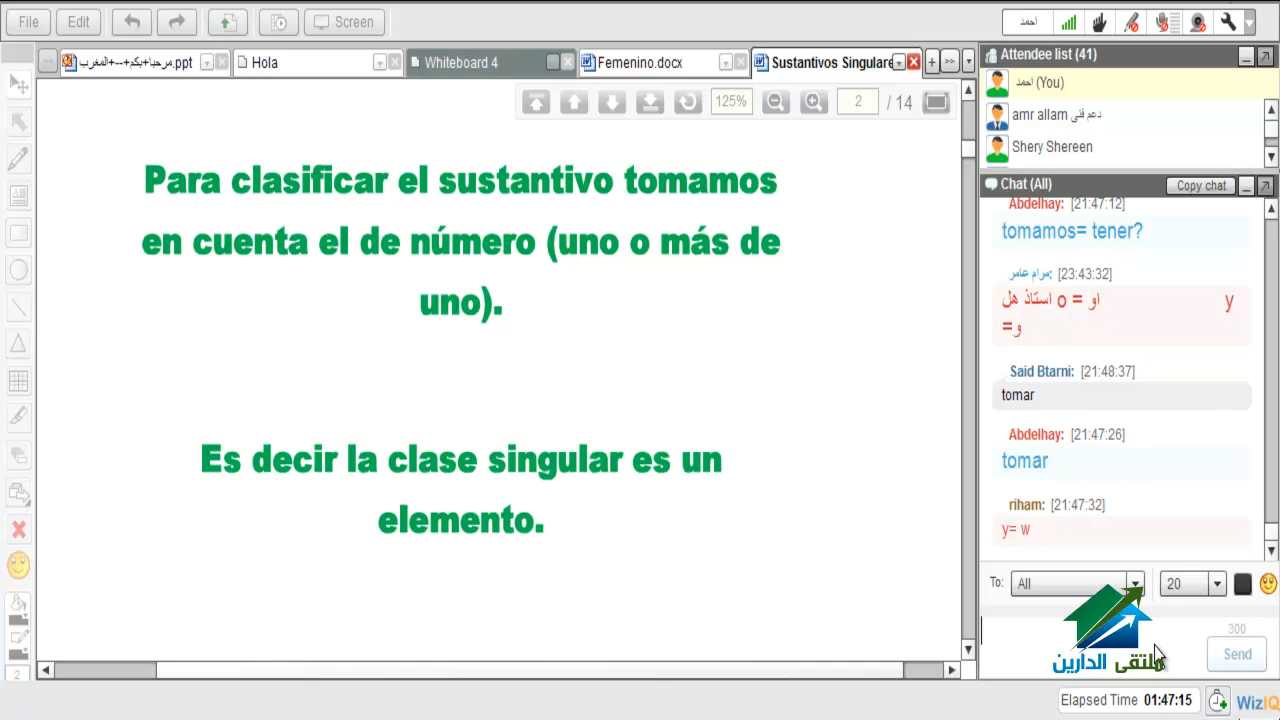 File
Edit
Screen
احمد
مرحبا+بكم+--+المغرب.ppt
Hola
Whiteboard 4
Femenino.docx
Sustantivos Singulare
125%
2
/ 14
Para clasificar el sustantivo tomamos
en cuenta el de número (uno o más de
uno).
Es decir la clase singular es un
elemento.
Attendee list (41)
احمد (You)
amr allam دعم فنى
Shery Shereen
Chat (All)
Copy chat
Abdelhay: [21:47:12]
tomamos= tener?
مرام عامر: [23:43:32]
استاذ هل o = او y
=و
Said Btarni: [21:48:37]
tomar
Abdelhay: [21:47:26]
tomar
riham: [21:47:32]
y= w
To:
All
20
300
Send
ملتقى الدارين
2
Elapsed Time 01:47:15
WizIQ